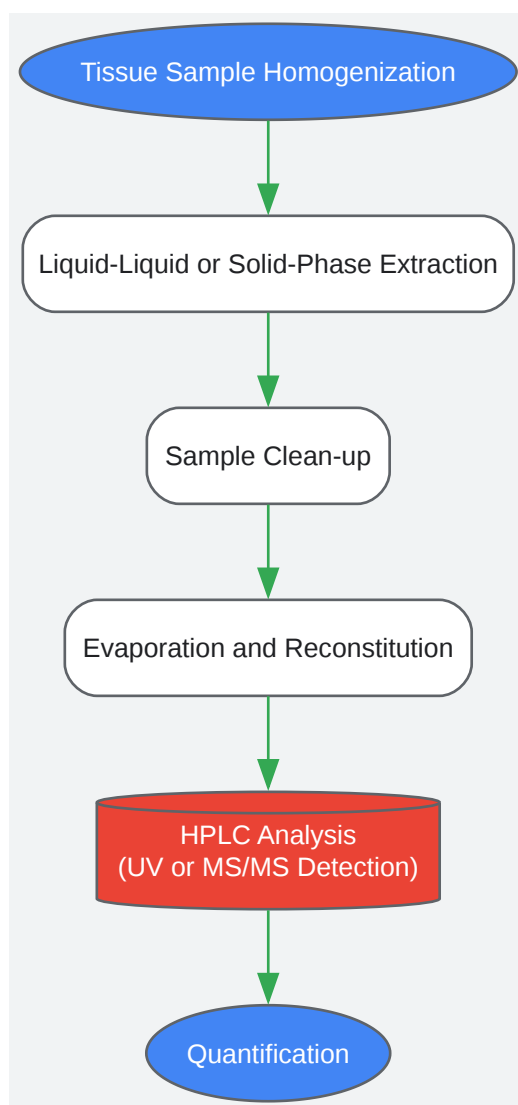 Tissue Sample Homogenization
Liquid-Liquid or Solid-Phase Extraction
Sample Clean-up
Evaporation and Reconstitution
HPLC Analysis
(UV or MS/MS Detection)
Quantification